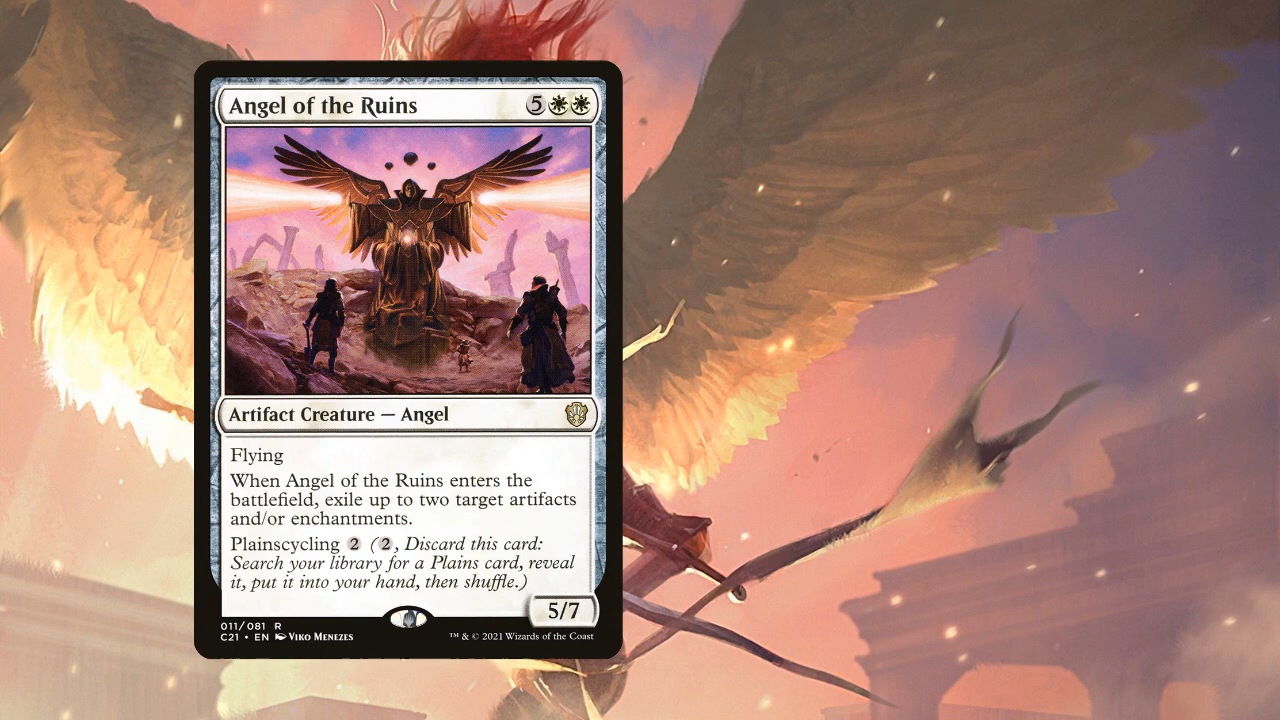 Angel of the Ruins 5
Artifact Creature — Angel
Flying
When Angel of the Ruins enters the
battlefield, exile up to two target artifacts
and/or enchantments.
Plainscycling 2 (2, Discard this card:
Search your library for a Plains card, reveal
it, put it into your hand, then shuffle.)
5/7
011/081 R
C21 • EN VIKO MENEZES
™ & © 2021 Wizards of the Coast